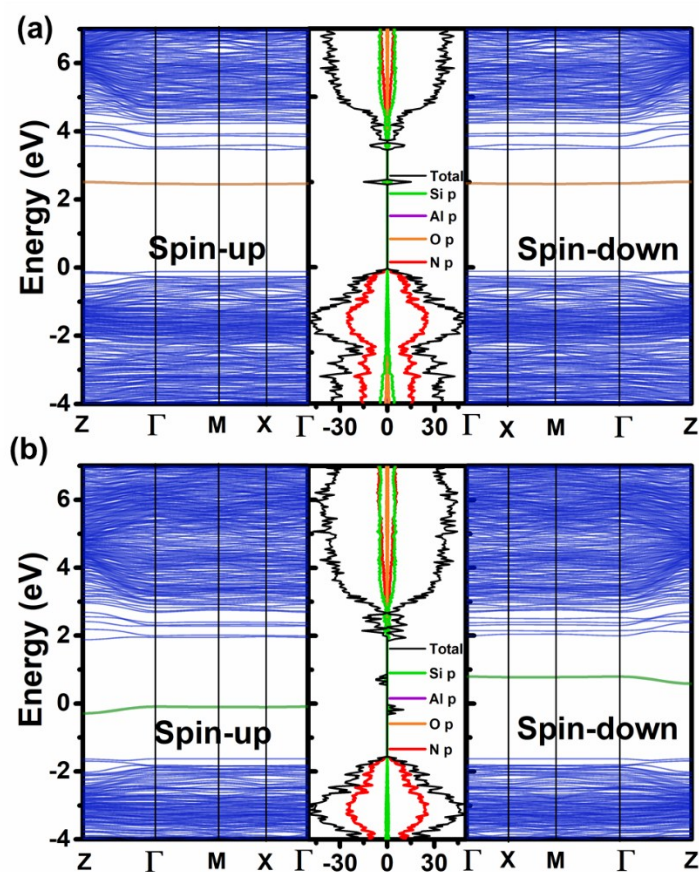 (a)
Energy (eV)
6
4
2
0
-2
-4
Spin-up
Total
Si p
Al p
O p
N p
Spin-down
Z Γ M X Γ
-30 0 30
Γ X M Γ Z
(b)
Energy (eV)
6
4
2
0
-2
-4
Spin-up
Total
Si p
Al p
O p
N p
Spin-down
Z Γ M X Γ
-30 0 30
Γ X M Γ Z